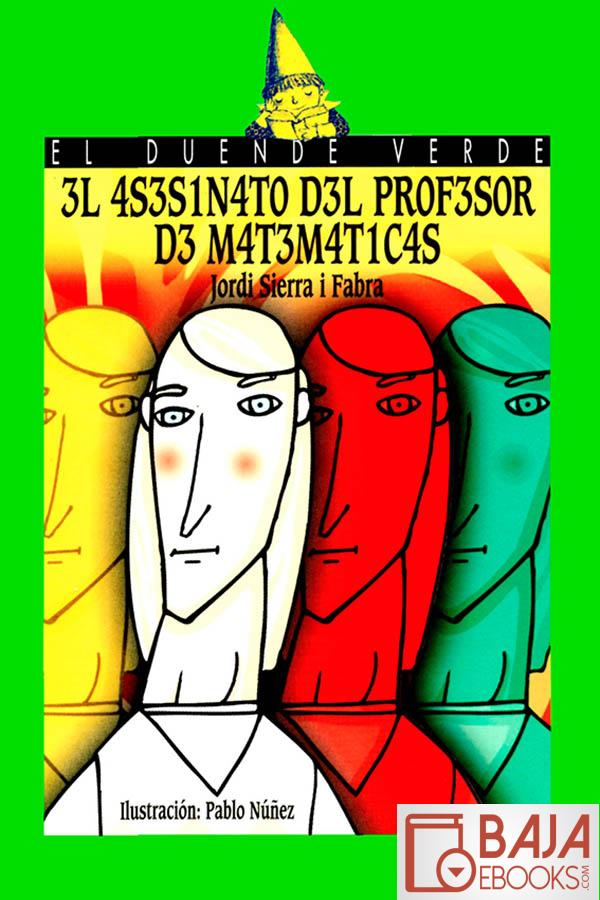 EL DUENDE VERDE
3L 4S3S1N4TO D3L PROF3SOR
D3 M4T3M4T1C4S
Jordi Sierra i Fabra
Ilustración: Pablo Núñez
BAJA
EBOOKS.COM